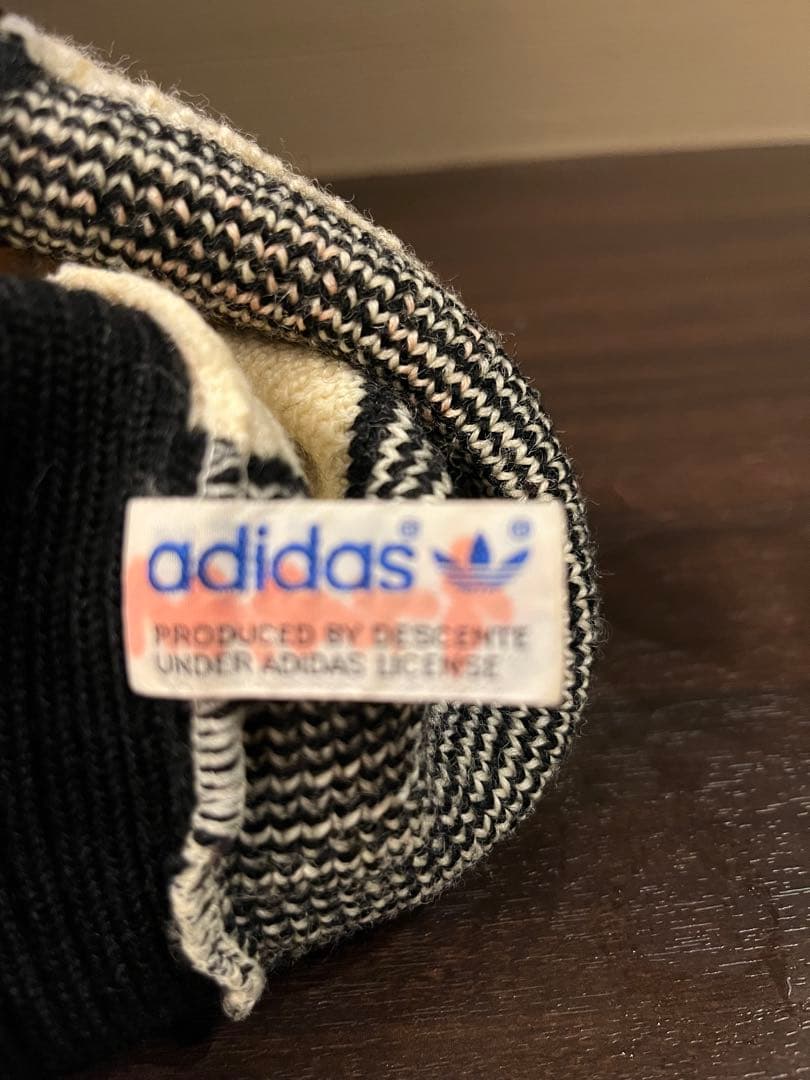 adidas® ®
PRODUCED BY DESCENTE
UNDER ADIDAS LICENSE